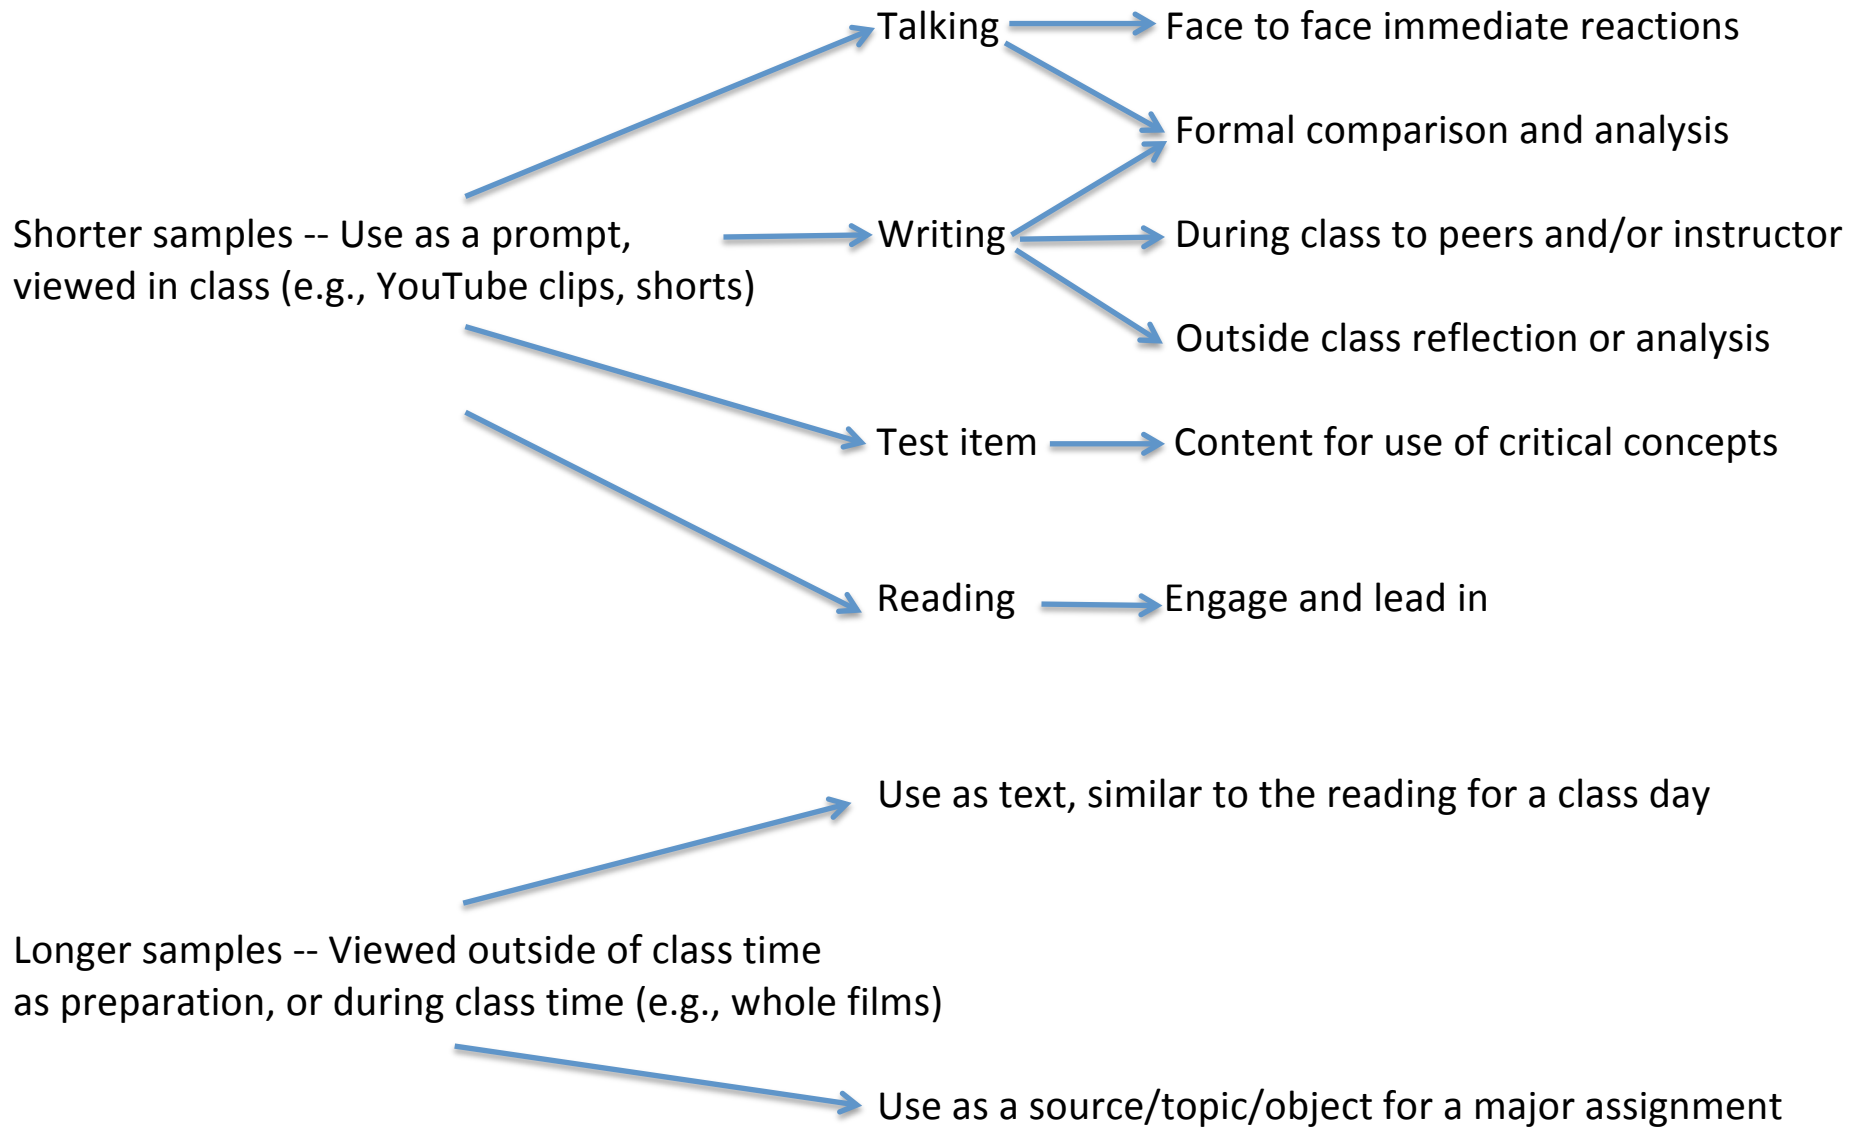 Talking
Face to face immediate reactions
Formal comparison and analysis
Shorter samples -- Use as a prompt,
viewed in class (e.g., YouTube clips, shorts)
Writing
During class to peers and/or instructor
Outside class reflection or analysis
Test item
Content for use of critical concepts
Reading
Engage and lead in
Use as text, similar to the reading for a class day
Longer samples -- Viewed outside of class time
as preparation, or during class time (e.g., whole films)
Use as a source/topic/object for a major assignment